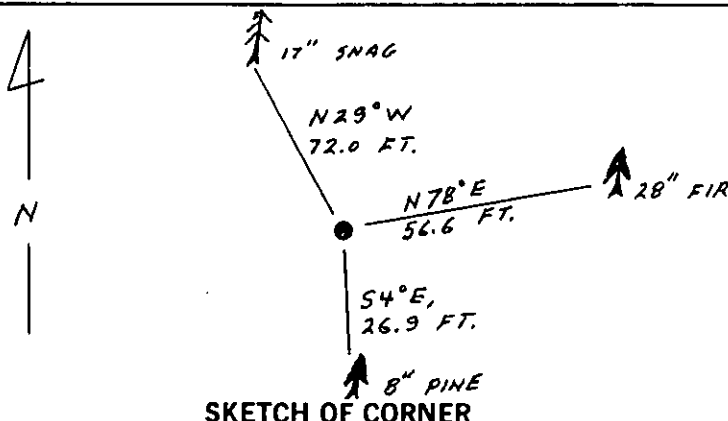 17" SNAG
N29°W
72.0 FT.
N78°E
56.6 FT.
28" FIR
N
S4°E,
26.9 FT.
8" PINE
SKETCH OF CORNER